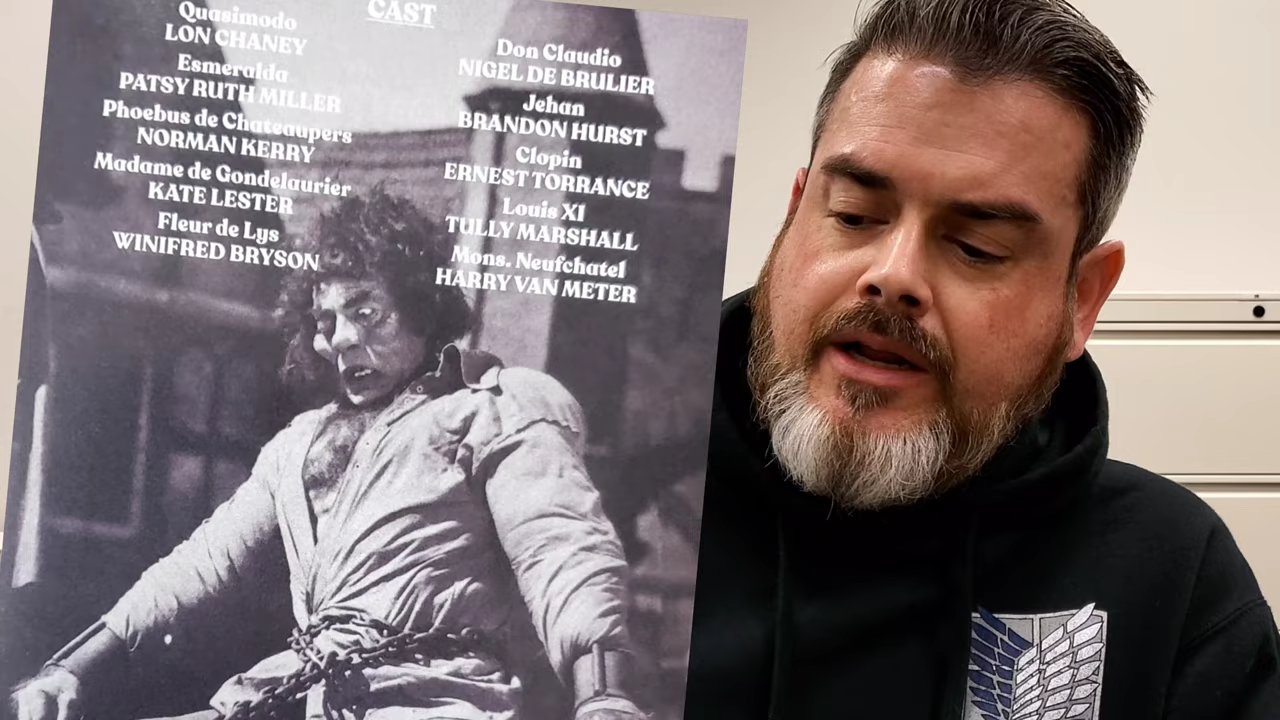 CAST
Quasimodo
LON CHANEY
Esmeralda
PATSY RUTH MILLER
Phoebus de Chateaupers
NORMAN KERRY
Madame de Gondelaurier
KATE LESTER
Fleur de Lys
WINIFRED BRYSON
Don Claudio
NIGEL DE BRULIER
Jehan
BRANDON HURST
Clopin
ERNEST TORRANCE
Louis XI
TULLY MARSHALL
Mons. Neufchatel
HARRY VAN METER